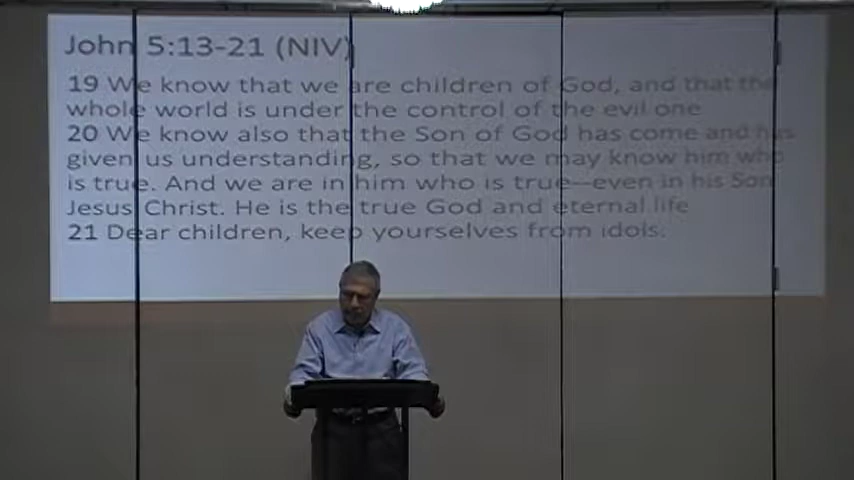 John 5:13-21 (NIV)
19 We know that we are children of God, and that the
whole world is under the control of the evil one
20 We know also that the Son of God has come and has
given us understanding, so that we may know him who
is true. And we are in him who is true—even in his Son
Jesus Christ. He is the true God and eternal life
21 Dear children, keep yourselves from idols.